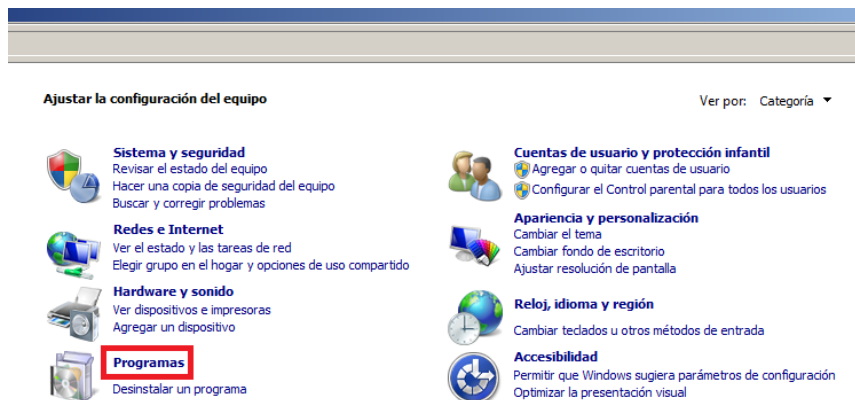 Ajustar la configuración del equipo
Ver por: Categoría
Sistema y seguridad
Revisar el estado del equipo
Hacer una copia de seguridad del equipo
Buscar y corregir problemas
Redes e Internet
Ver el estado y las tareas de red
Elegir grupo en el hogar y opciones de uso compartido
Hardware y sonido
Ver dispositivos e impresoras
Agregar un dispositivo
Programas
Desinstalar un programa
Cuentas de usuario y protección infantil
Agregar o quitar cuentas de usuario
Configurar el Control parental para todos los usuarios
Apariencia y personalización
Cambiar el tema
Cambiar fondo de escritorio
Ajustar resolución de pantalla
Reloj, idioma y región
Cambiar teclados u otros métodos de entrada
Accesibilidad
Permitir que Windows sugiera parámetros de configuración
Optimizar la presentación visual